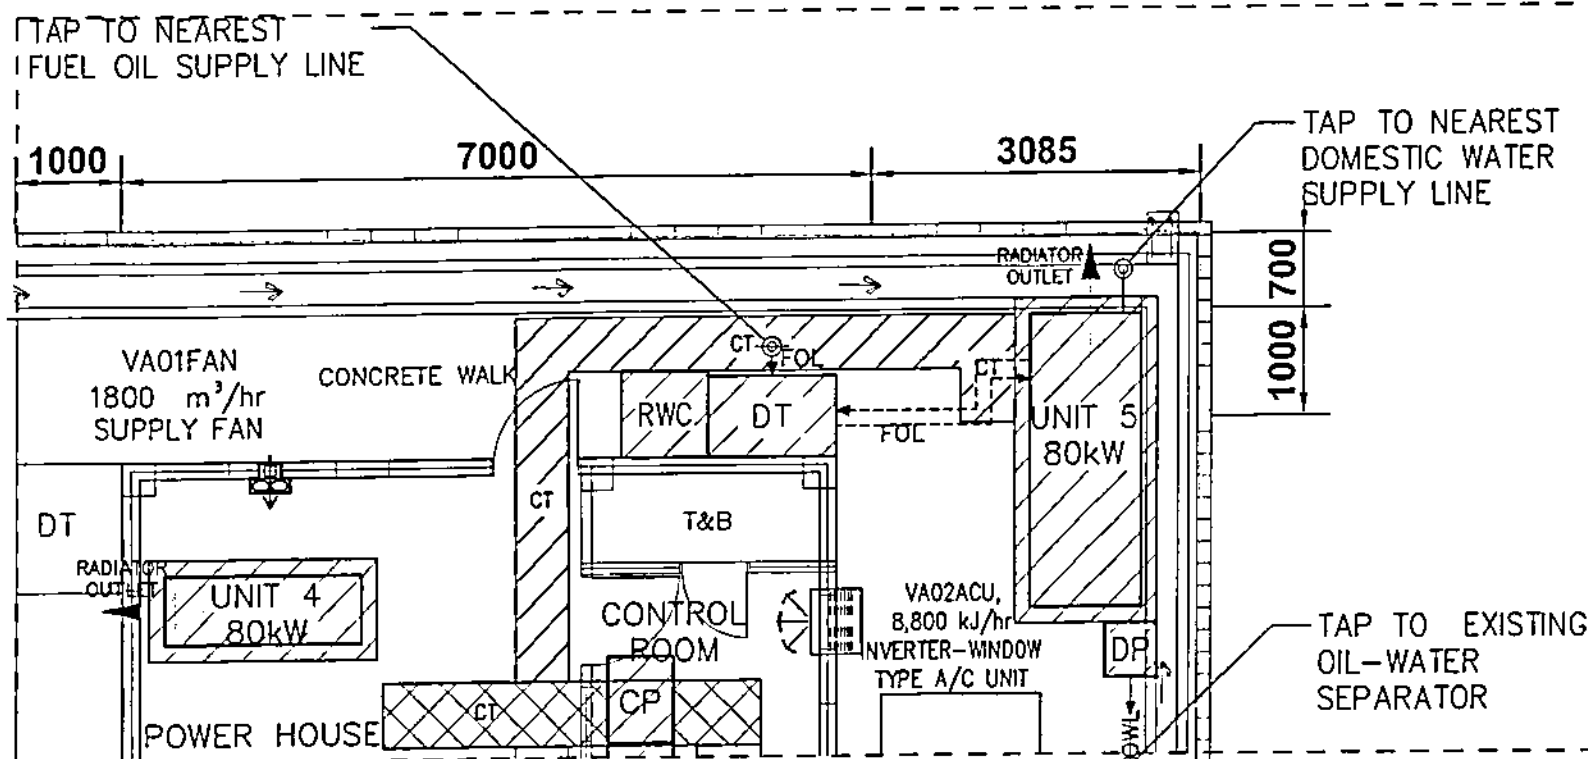 TAP TO NEAREST
FUEL OIL SUPPLY LINE
1000
7000
3085
TAP TO NEAREST
DOMESTIC WATER
SUPPLY LINE
RADIATOR
OUTLET
700
1000
VA01FAN
1800 m³/hr
SUPPLY FAN
CONCRETE WALK
CT
FOL
CT
RWC
DT
FOL
UNIT 5
80kW
CT
DT
T&B
RADIATOR
OUTLET
UNIT 4
80kW
CONTROL
ROOM
VA02ACU,
8,800 kJ/hr
NVERTER-WINDOW
TYPE A/C UNIT
DP
TAP TO EXISTING
OIL-WATER
SEPARATOR
CP
CT
POWER HOUSE
OWL